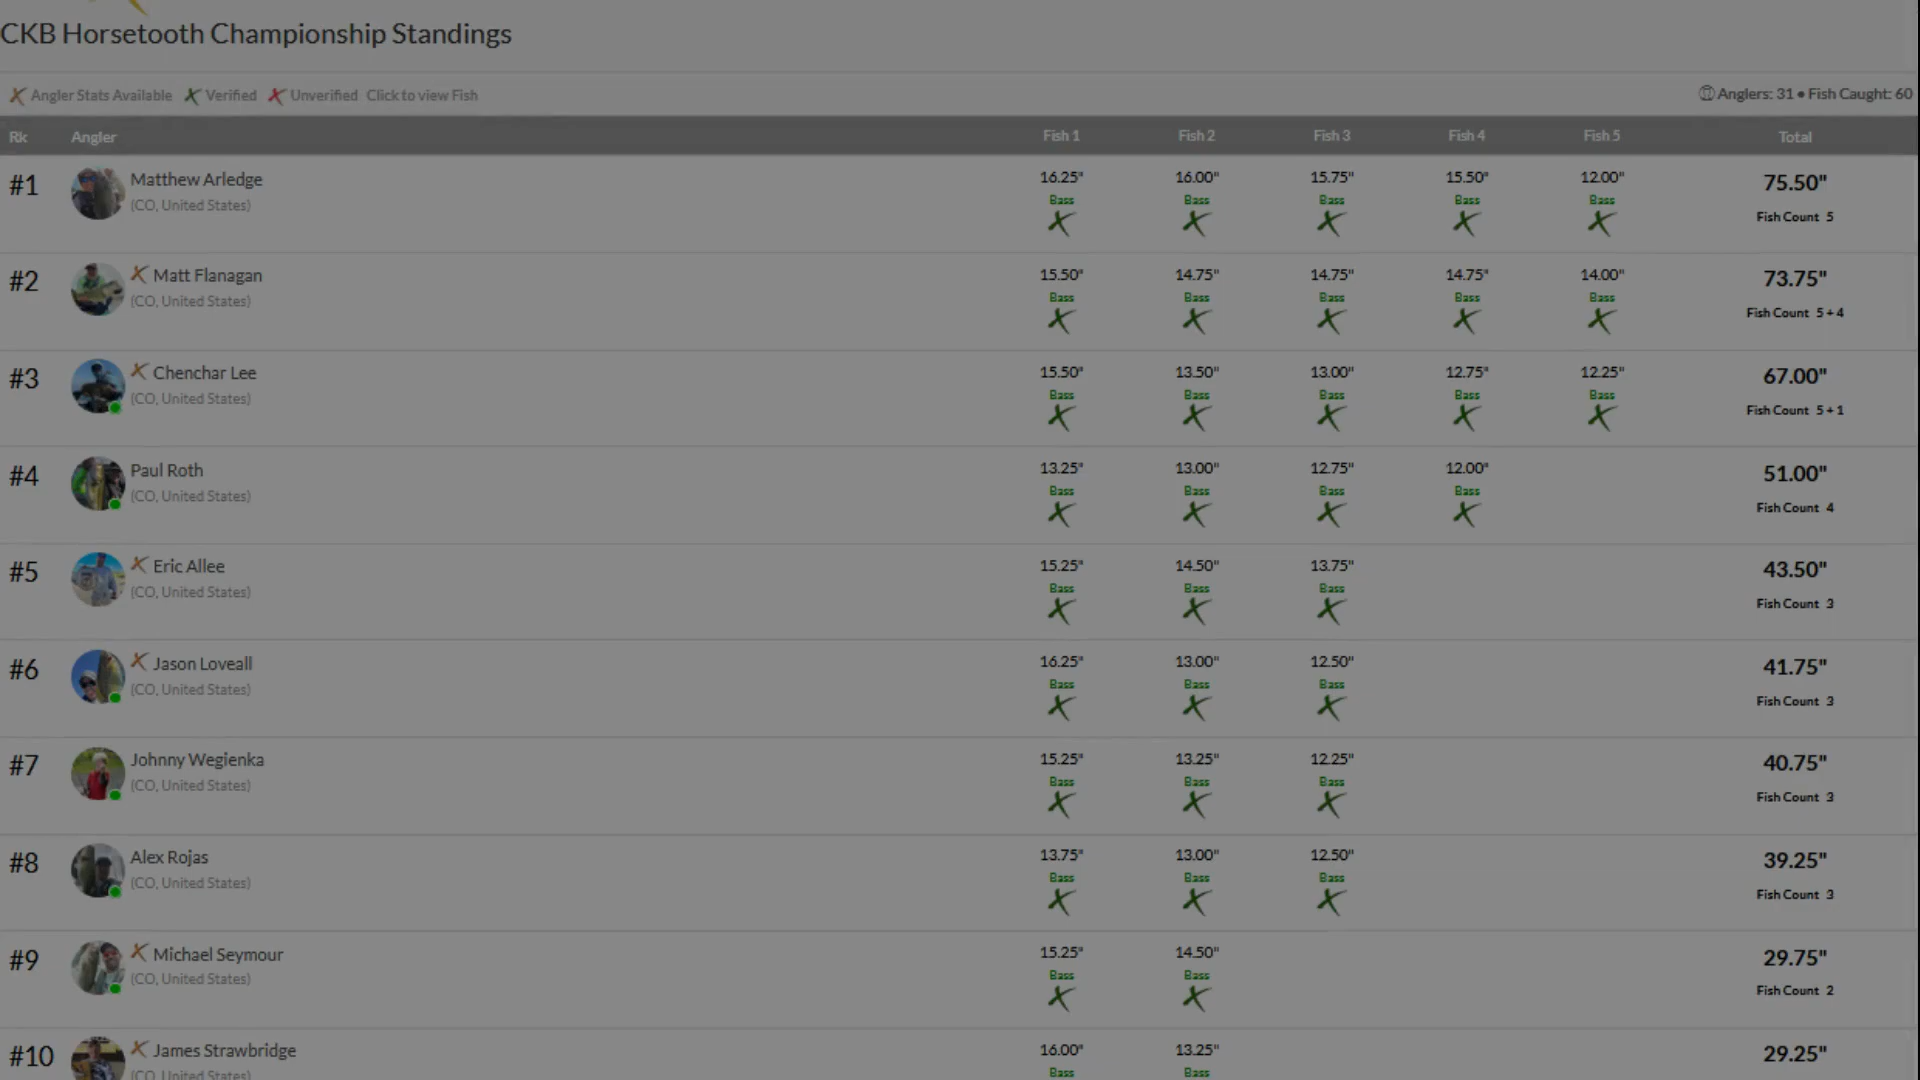 CKB Horsetooth Championship Standings
Angler Stats Available Verified Unverified Click to view Fish
Anglers: 31 • Fish Caught: 60
Rk Angler Fish 1 Fish 2 Fish 3 Fish 4 Fish 5 Total
#1 Matthew Arledge 16.25" 16.00" 15.75" 15.50" 12.00" 75.50"
(CO, United States) Bass Bass Bass Bass Bass Fish Count 5
#2 Matt Flanagan 15.50" 14.75" 14.75" 14.75" 14.00" 73.75"
(CO, United States) Bass Bass Bass Bass Bass Fish Count 5 + 4
#3 Chenchar Lee 15.50" 13.50" 13.00" 12.75" 12.25" 67.00"
(CO, United States) Bass Bass Bass Bass Bass Fish Count 5 + 1
#4 Paul Roth 13.25" 13.00" 12.75" 12.00" 51.00"
(CO, United States) Bass Bass Bass Bass Fish Count 4
#5 Eric Allee 15.25" 14.50" 13.75" 43.50"
(CO, United States) Bass Bass Bass Fish Count 3
#6 Jason Loveall 16.25" 13.00" 12.50" 41.75"
(CO, United States) Bass Bass Bass Fish Count 3
#7 Johnny Wegienka 15.25" 13.25" 12.25" 40.75"
(CO, United States) Bass Bass Bass Fish Count 3
#8 Alex Rojas 13.75" 13.00" 12.50" 39.25"
(CO, United States) Bass Bass Bass Fish Count 3
#9 Michael Seymour 15.25" 14.50" 29.75"
(CO, United States) Bass Bass Fish Count 2
#10 James Strawbridge 16.00" 13.25" 29.25"
(CO, United States) Bass Bass